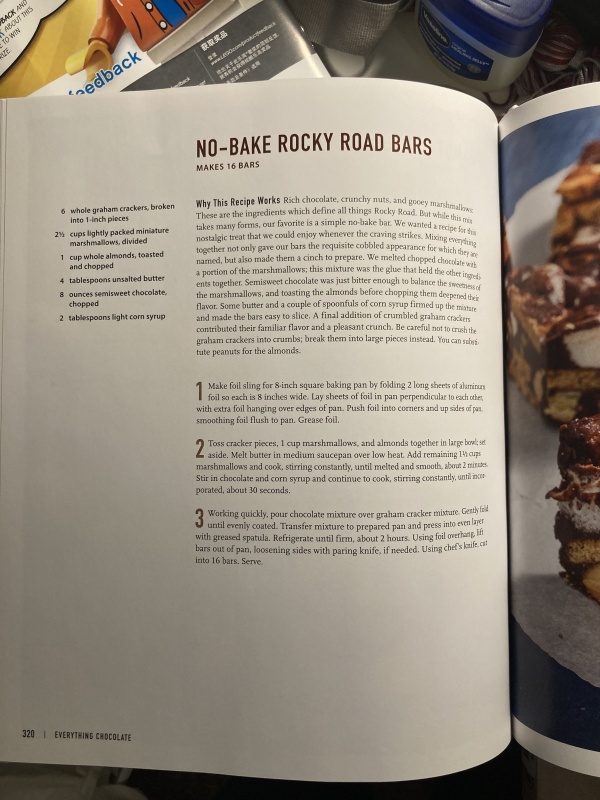 BACK AND
ABOUT THIS
TO WIN
RIZE.
feedback
获取奖品
NO-BAKE ROCKY ROAD BARS
MAKES 16 BARS
6 whole graham crackers, broken
into 1-inch pieces
2½ cups lightly packed miniature
marshmallows, divided
1 cup whole almonds, toasted
and chopped
4 tablespoons unsalted butter
8 ounces semisweet chocolate,
chopped
2 tablespoons light corn syrup
Why This Recipe Works Rich chocolate, crunchy nuts, and gooey marshmallows:
These are the ingredients which define all things Rocky Road. But while this mix
takes many forms, our favorite is a simple no-bake bar. We wanted a recipe for this
nostalgic treat that we could enjoy whenever the craving strikes. Mixing everything
together not only gave our bars the requisite cobbled appearance for which they are
named, but also made them a cinch to prepare. We melted chopped chocolate with
a portion of the marshmallows; this mixture was the glue that held the other ingredi-
ents together. Semisweet chocolate was just bitter enough to balance the sweetness of
the marshmallows, and toasting the almonds before chopping them deepened their
flavor. Some butter and a couple of spoonfuls of corn syrup firmed up the mixture
and made the bars easy to slice. A final addition of crumbled graham crackers
contributed their familiar flavor and a pleasant crunch. Be careful not to crush the
graham crackers into crumbs; break them into large pieces instead. You can substi-
tute peanuts for the almonds.
1 Make foil sling for 8-inch square baking pan by folding 2 long sheets of aluminum
foil so each is 8 inches wide. Lay sheets of foil in pan perpendicular to each other,
with extra foil hanging over edges of pan. Push foil into corners and up sides of pan,
smoothing foil flush to pan. Grease foil.
2 Toss cracker pieces, 1 cup marshmallows, and almonds together in large bowl; set
aside. Melt butter in medium saucepan over low heat. Add remaining 1½ cups
marshmallows and cook, stirring constantly, until melted and smooth, about 2 minutes.
Stir in chocolate and corn syrup and continue to cook, stirring constantly, until incor-
porated, about 30 seconds.
3 Working quickly, pour chocolate mixture over graham cracker mixture. Gently fold
until evenly coated. Transfer mixture to prepared pan and press into even layer
with greased spatula. Refrigerate until firm, about 2 hours. Using foil overhang, lift
bars out of pan, loosening sides with paring knife, if needed. Using chef's knife, cut
into 16 bars. Serve.
320 | EVERYTHING CHOCOLATE